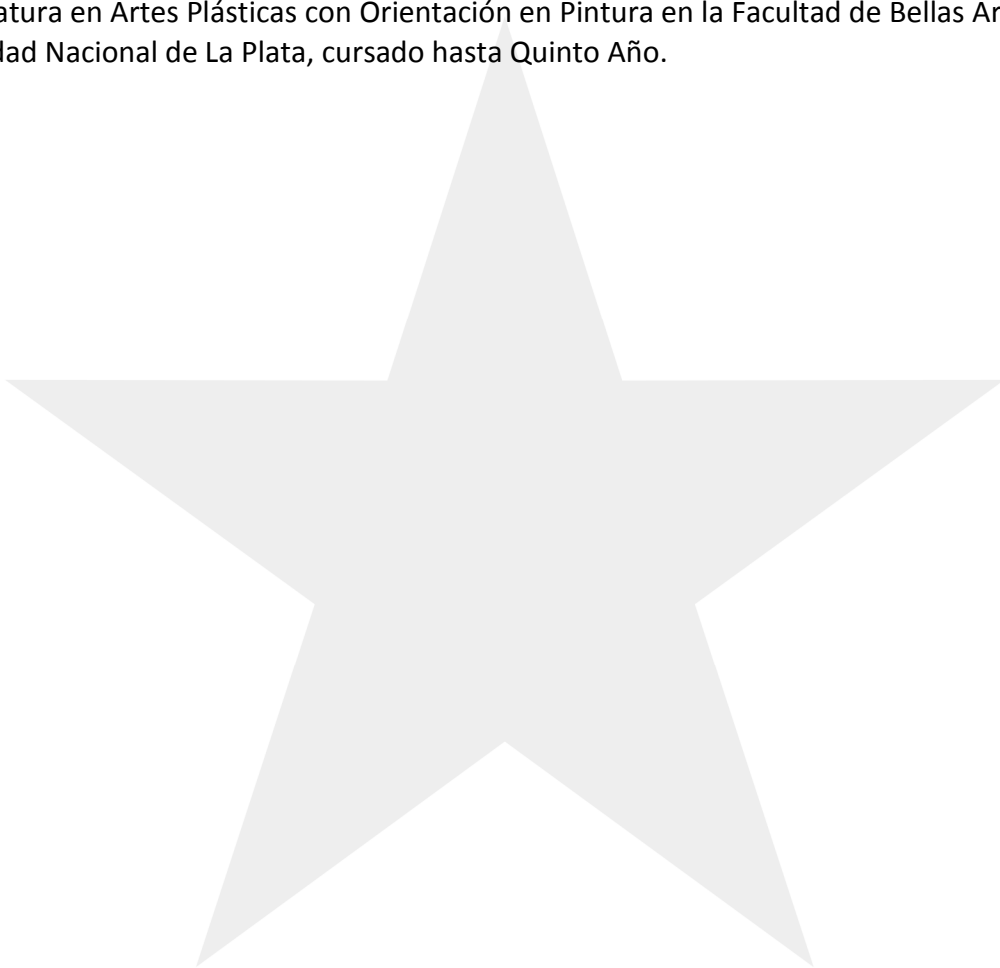 atura en Artes Plásticas con Orientación en Pintura en la Facultad de Bellas Ar
dad Nacional de La Plata, cursado hasta Quinto Año.